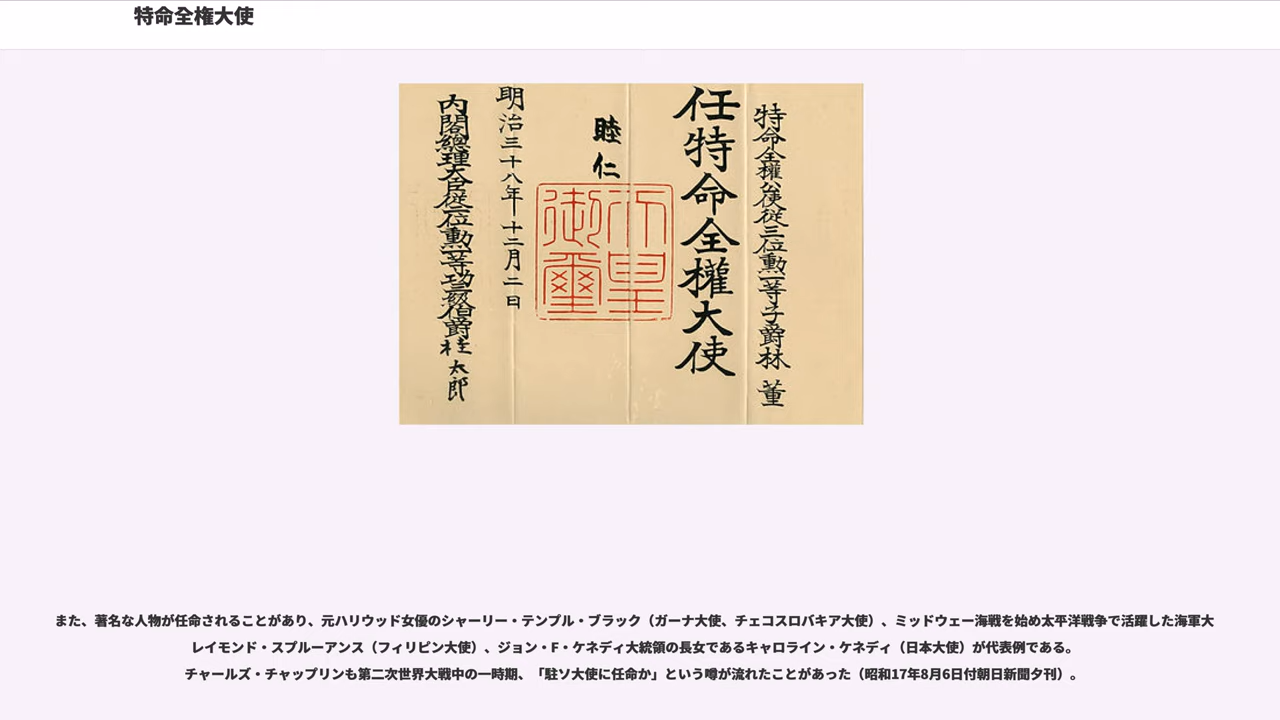 特命全権大使
特命全權公使從三位勳一等子爵林 董
任特命全權大使
睦仁
天皇御璽
明治三十八年十二月二日
内閣總理大臣從二位勳一等功三級伯爵桂 太郎
また、著名な人物が任命されることがあり、元ハリウッド女優のシャーリー・テンプル・ブラック（ガーナ大使、チェコスロバキア大使）、ミッドウェー海戦を始め太平洋戦争で活躍した海軍大
レイモンド・スプルーアンス（フィリピン大使）、ジョン・F・ケネディ大統領の長女であるキャロライン・ケネディ（日本大使）が代表例である。
チャールズ・チャップリンも第二次世界大戦中の一時期、「駐ソ大使に任命か」という噂が流れたことがあった（昭和17年8月6日付朝日新聞夕刊）。